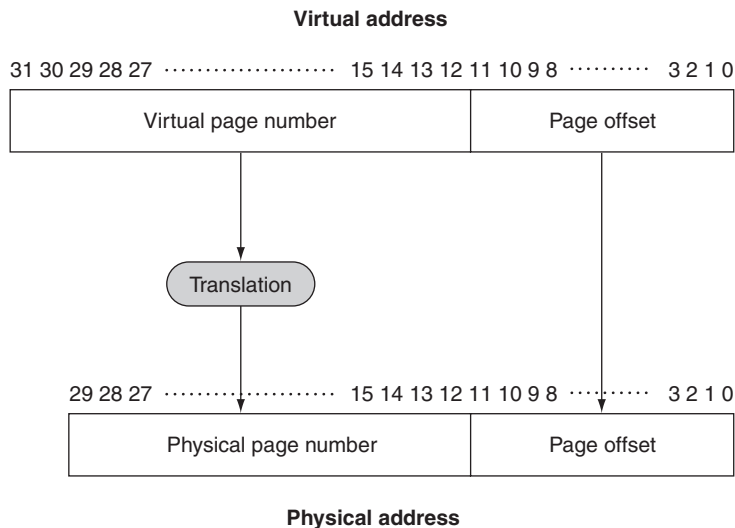 Virtual address
31 30 29 28 27 ····················· 15 14 13 12 11 10 9 8 ·········· 3 2 1 0
Virtual page number Page offset
Translation
29 28 27 ····················· 15 14 13 12 11 10 9 8 ·········· 3 2 1 0
Physical page number Page offset
Physical address